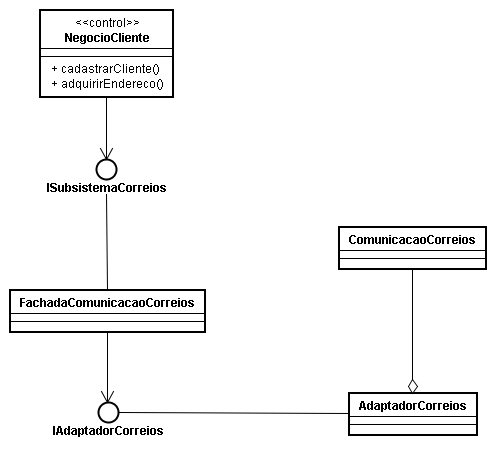 <<control>>
NegocioCliente
+ cadastrarCliente()
+ adquirirEndereco()
ISubsistemaCorreios
ComunicacaoCorreios
FachadaComunicacaoCorreios
AdaptadorCorreios
IAdaptadorCorreios